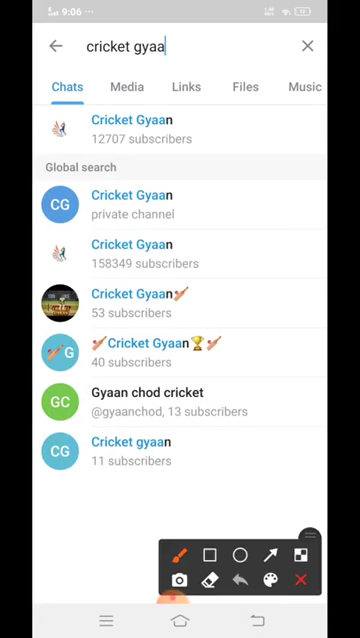 9:06
cricket gyaa
Chats Media Links Files Music
Cricket Gyaan
12707 subscribers
Global search
CG
Cricket Gyaan
private channel
Cricket Gyaan
158349 subscribers
Cricket Gyaan🏏
53 subscribers
🏏G
🏏Cricket Gyaan🏆🏏
40 subscribers
GC
Gyaan chod cricket
@gyaanchod, 13 subscribers
CG
Cricket gyaan
11 subscribers